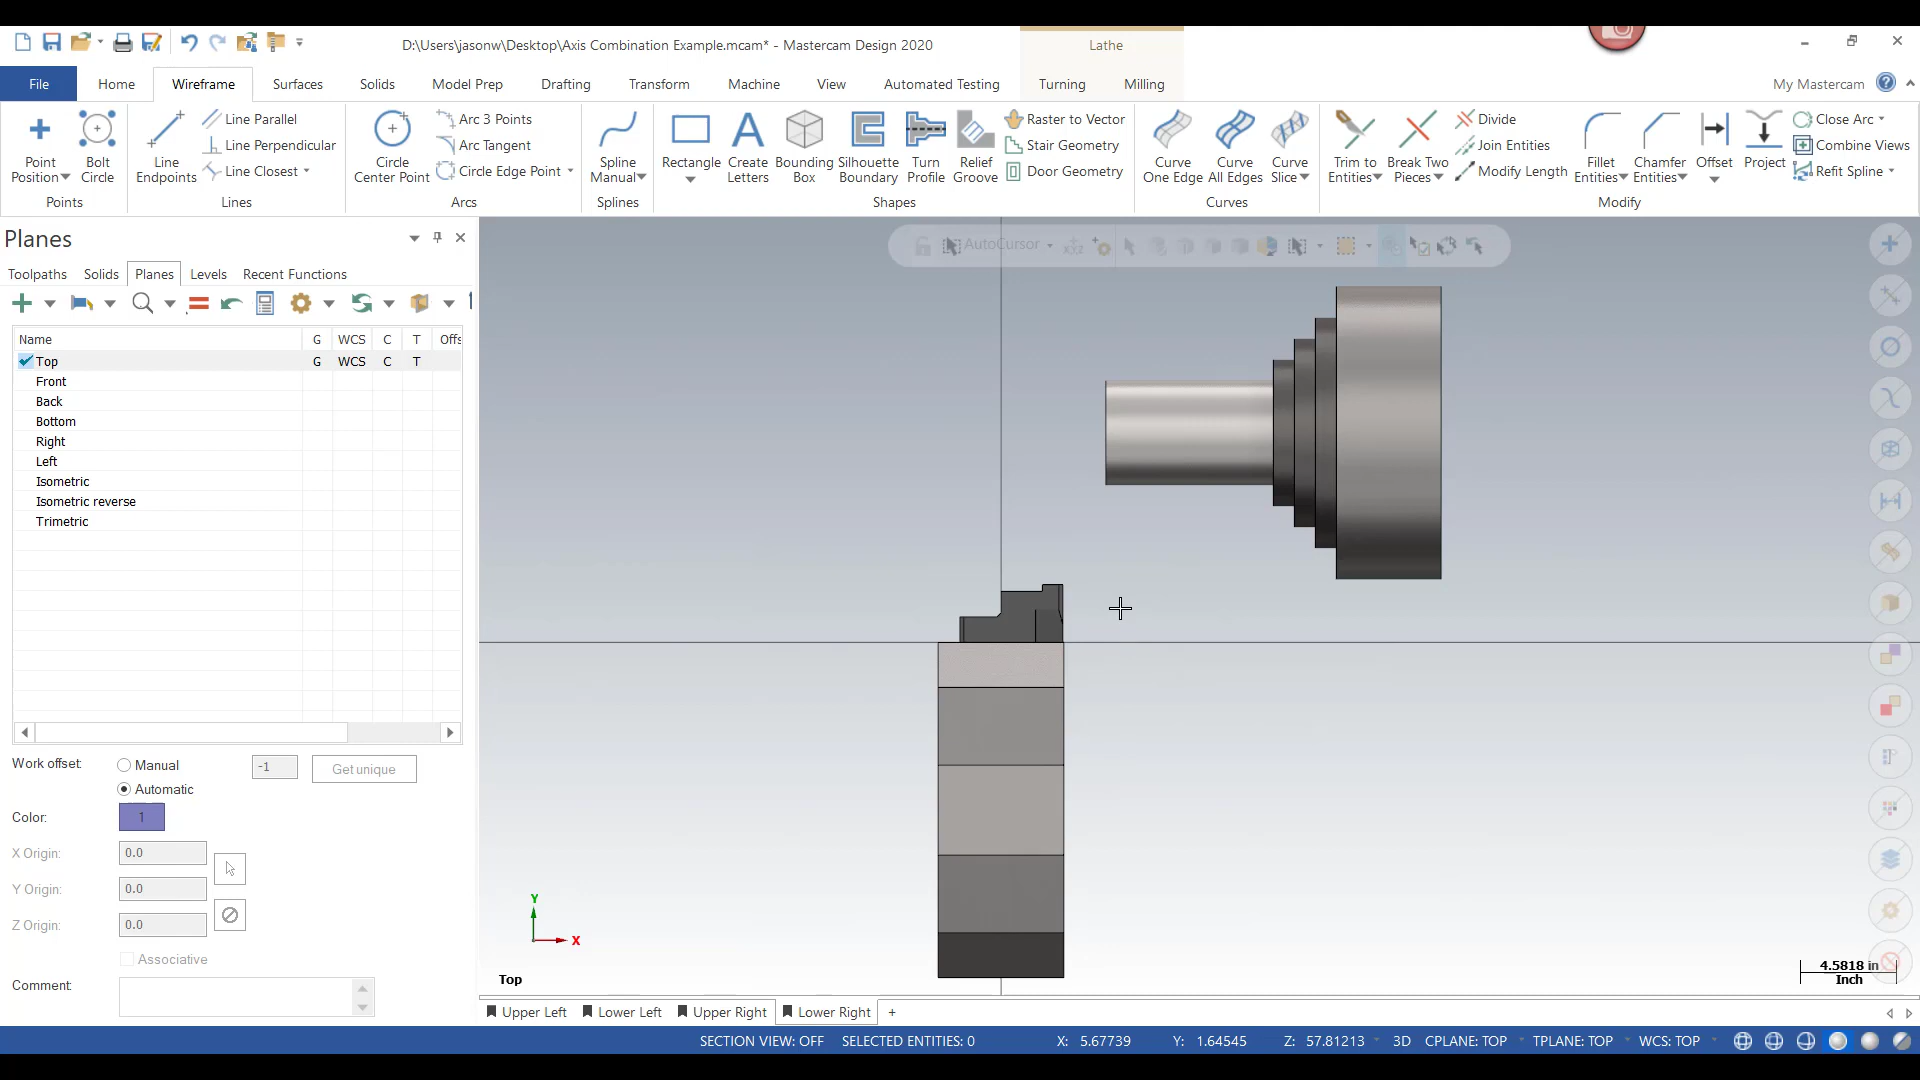 D:\Users\jasonw\Desktop\Axis Combination Example.mcam* - Mastercam Design 2020
Lathe
File
Home
Wireframe
Surfaces
Solids
Model Prep
Drafting
Transform
Machine
View
Automated Testing
Turning
Milling
My Mastercam
Point Position
Bolt Circle
Points
Line Endpoints
Line Parallel
Line Perpendicular
Line Closest
Lines
Circle Center Point
Arc 3 Points
Arc Tangent
Circle Edge Point
Arcs
Spline Manual
Splines
Rectangle
Create Letters
Bounding Box
Silhouette Boundary
Turn Profile
Relief Groove
Raster to Vector
Stair Geometry
Door Geometry
Shapes
Curve One Edge
Curve All Edges
Curve Slice
Curves
Trim to Entities
Break Two Pieces
Divide
Join Entities
Modify Length
Fillet Entities
Chamfer Entities
Offset
Project
Close Arc
Combine Views
Refit Spline
Modify
Planes
Toolpaths
Solids
Planes
Levels
Recent Functions
Name G WCS C T Offs
Top G WCS C T
Front
Back
Bottom
Right
Left
Isometric
Isometric reverse
Trimetric
Work offset:
Manual
-1
Get unique
Automatic
Color:
1
X Origin:
0.0
Y Origin:
0.0
Z Origin:
0.0
Associative
Comment:
AutoCursor
Y
X
Top
4.5818 in
Inch
Upper Left
Lower Left
Upper Right
Lower Right
+
SECTION VIEW: OFF
SELECTED ENTITIES: 0
X: 5.67739
Y: 1.64545
Z: 57.81213
3D
CPLANE: TOP
TPLANE: TOP
WCS: TOP